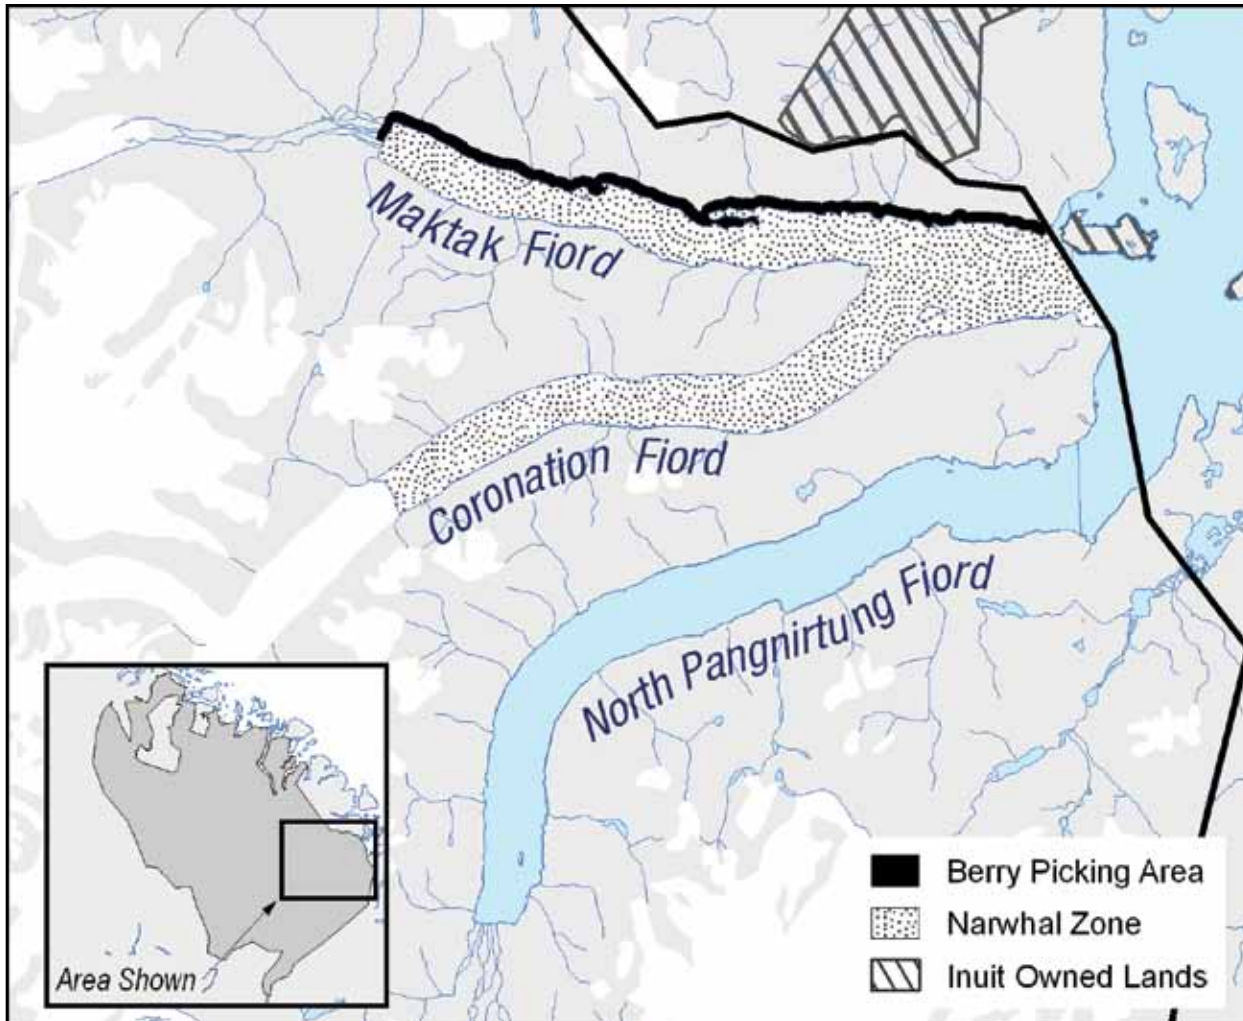 Maktak Fiord
Coronation Fiord
North Pangnirtung Fiord
Area Shown
Berry Picking Area
Narwhal Zone
Inuit Owned Lands